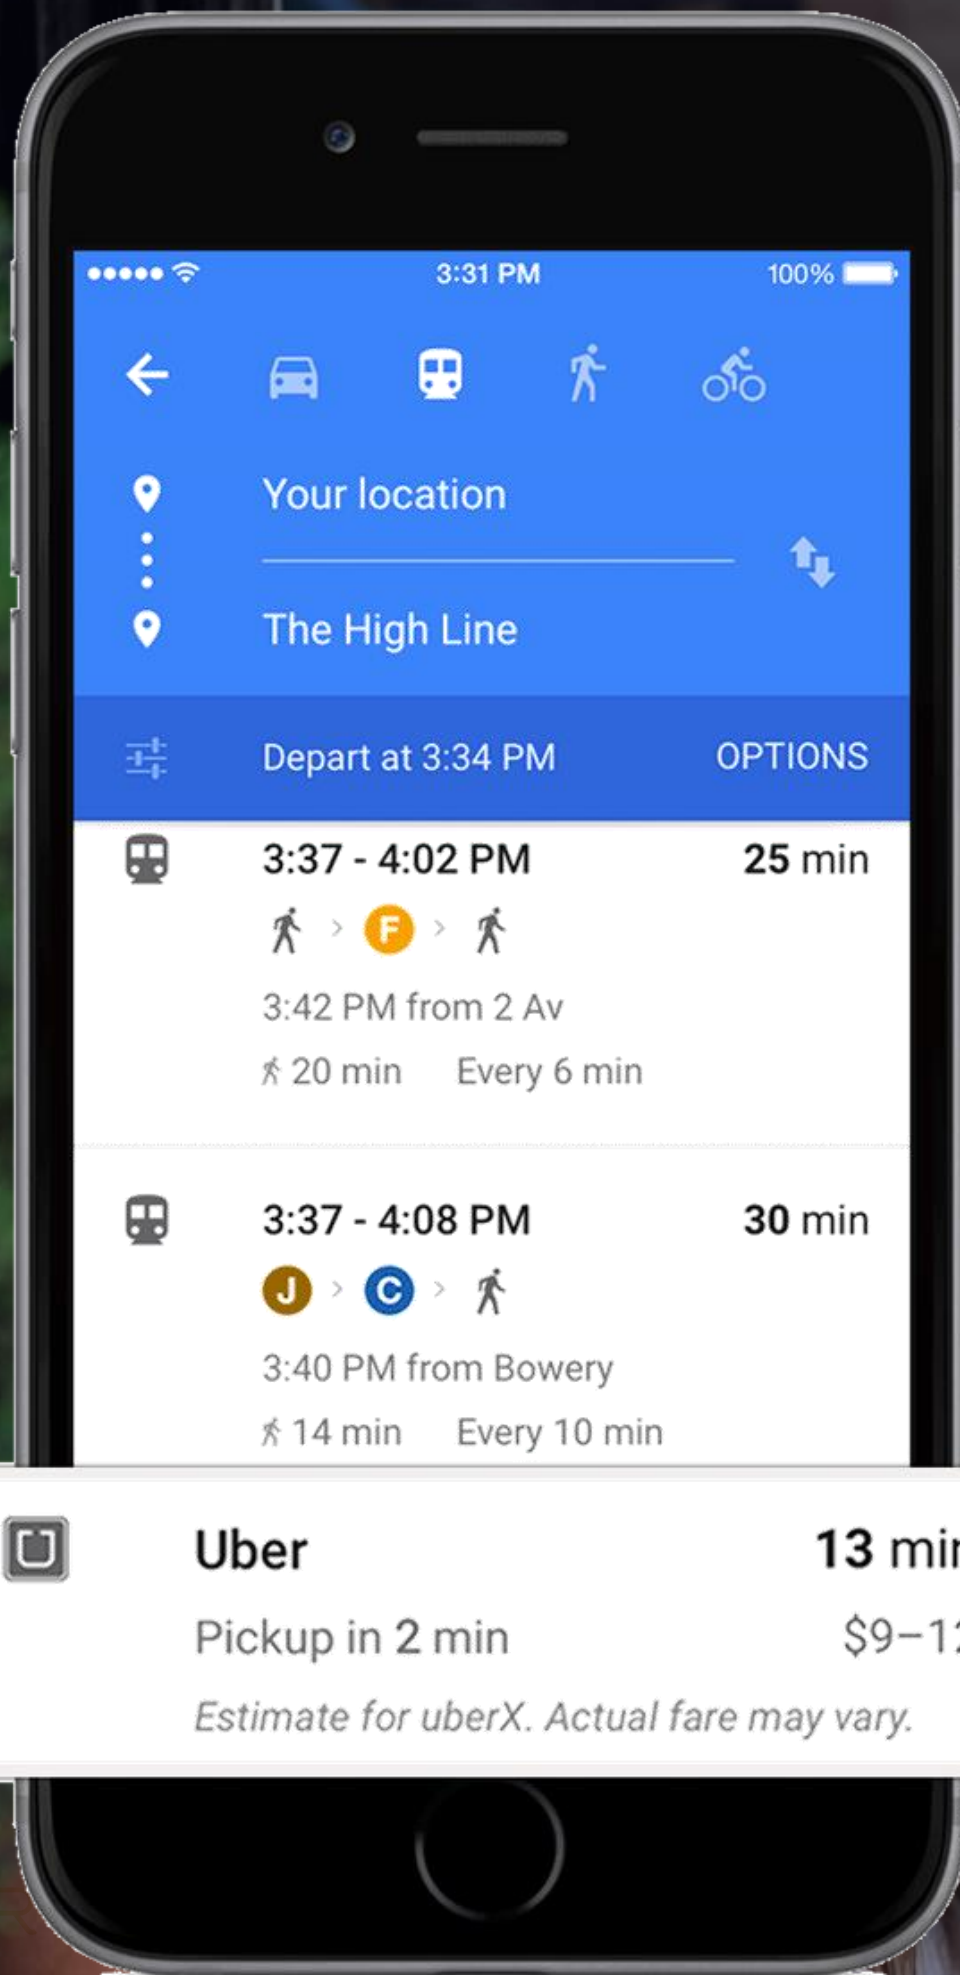 3:31 PM 100%
Your location
The High Line
Depart at 3:34 PM OPTIONS
3:37 - 4:02 PM 25 min
F
3:42 PM from 2 Av
20 min Every 6 min
3:37 - 4:08 PM 30 min
J C
3:40 PM from Bowery
14 min Every 10 min
Uber 13
Pickup in 2 min
Estimate for uberX. Actual fare may vary.